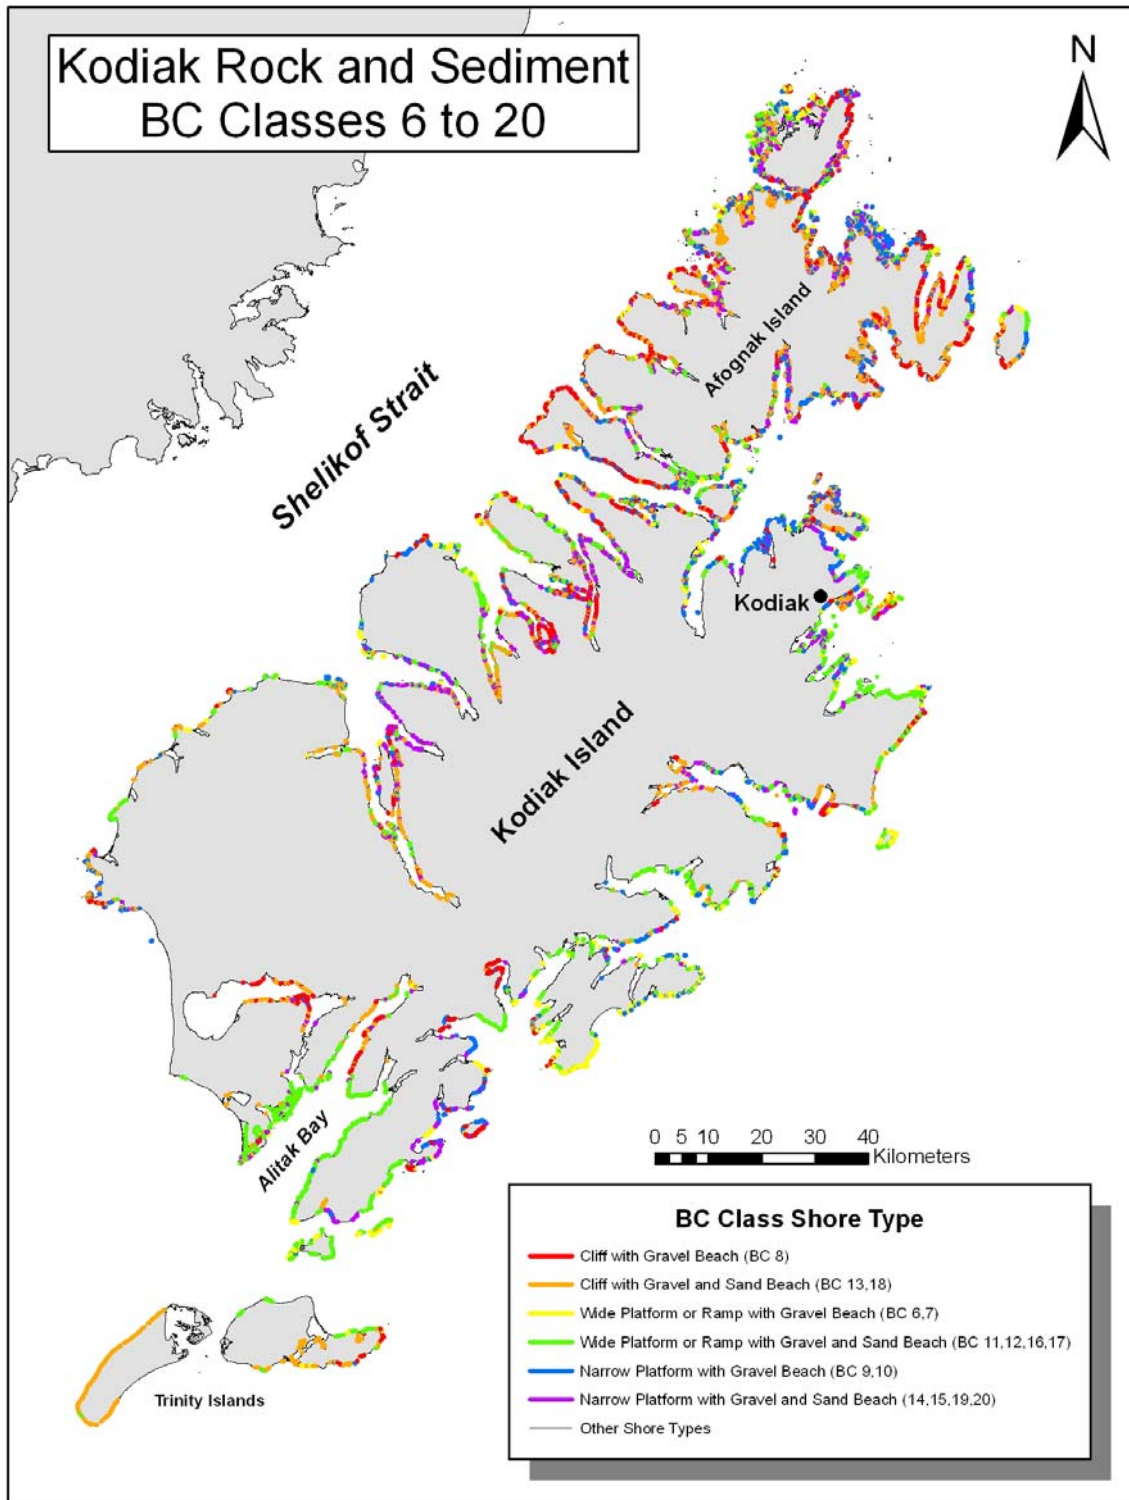 Kodiak Rock and Sediment
BC Classes 6 to 20
N
Afognak Island
Shelikof Strait
Kodiak
Kodiak Island
Alitak Bay
0 5 10 20 30 40
Kilometers
Trinity Islands
BC Class Shore Type
Cliff with Gravel Beach (BC 8)
Cliff with Gravel and Sand Beach (BC 13,18)
Wide Platform or Ramp with Gravel Beach (BC 6,7)
Wide Platform or Ramp with Gravel and Sand Beach (BC 11,12,16,17)
Narrow Platform with Gravel Beach (BC 9,10)
Narrow Platform with Gravel and Sand Beach (14,15,19,20)
Other Shore Types